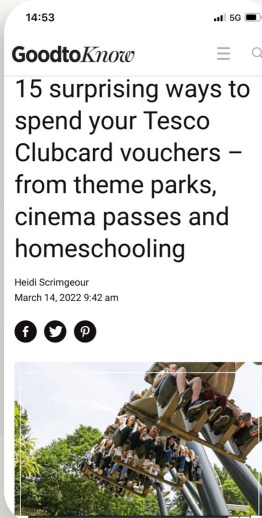 14:53
5G
GoodtoKnow
15 surprising ways to
spend your Tesco
Clubcard vouchers –
from theme parks,
cinema passes and
homeschooling
Heidi Scrimgeour
March 14, 2022 9:42 am